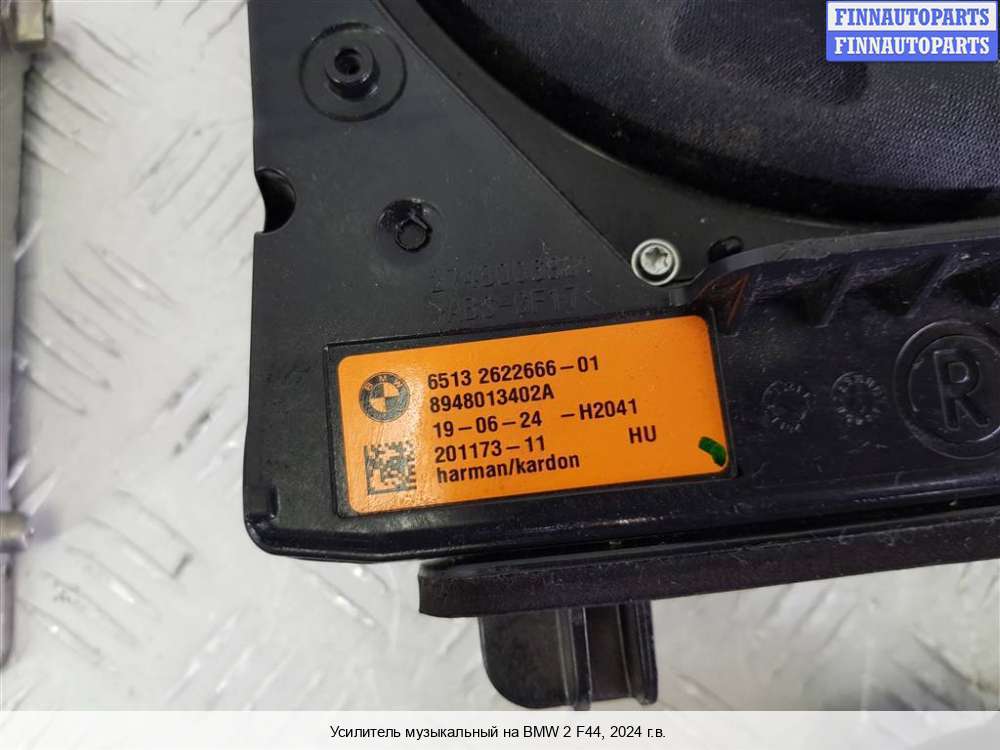 FINNAUTOPARTS
FINNAUTOPARTS
BMW
6513 2622666-01
8948013402A
19-06-24 -H2041
201173-11 HU
harman/kardon
R
Усилитель музыкальный на BMW 2 F44, 2024 г.в.